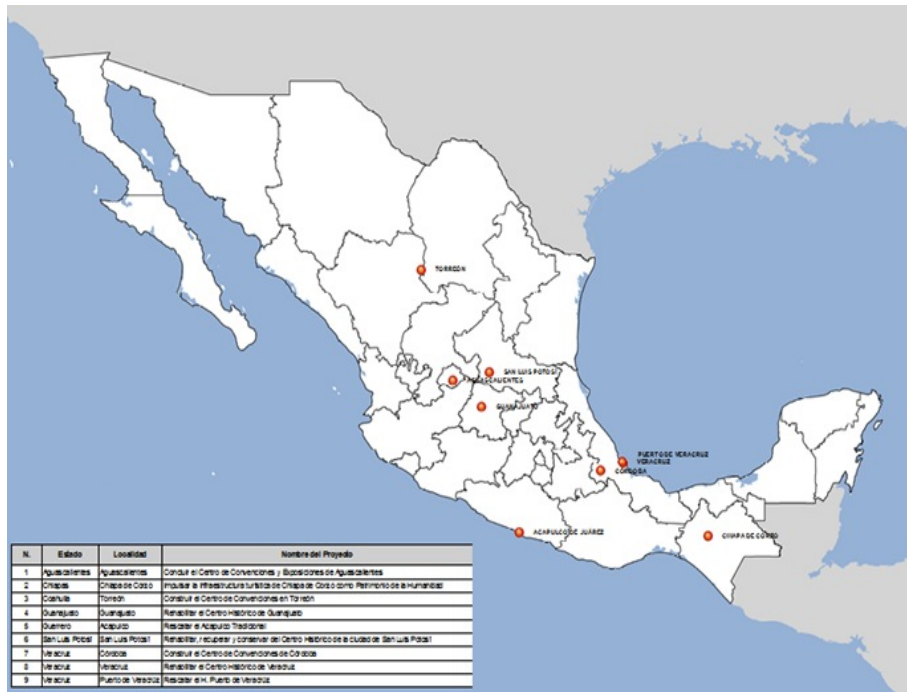 TORREÓN
SAN LUIS POTOSÍ
AGUASCALIENTES
GUANAJUATO
PUERTO DE VERACRUZ
VERACRUZ
CÓRDOBA
ACAPULCO DE JUÁREZ
CHIAPA DE CORZO
N. Estado Localidad Nombre del Proyecto
1 Aguascalientes Aguascalientes Concluir el Centro de Convenciones y Exposiciones de Aguascalientes
2 Chiapas Chiapa de Corzo Impulsar la Infraestructura turística de Chiapa de Corzo como Patrimonio de la Humanidad
3 Coahuila Torreón Construir el Centro de Convenciones en Torreón
4 Guanajuato Guanajuato Rehabilitar el Centro Histórico de Guanajuato
5 Guerrero Acapulco Rescatar el Acapulco Tradicional
6 San Luis Potosí San Luis Potosí Rehabilitar, recuperar y conservar del Centro Histórico de la ciudad de San Luis Potosí
7 Veracruz Córdoba Construir el Centro de Convenciones de Córdoba
8 Veracruz Veracruz Rehabilitar el Centro Histórico de Veracruz
9 Veracruz Puerto de Veracruz Rescatar el H. Puerto de Veracruz